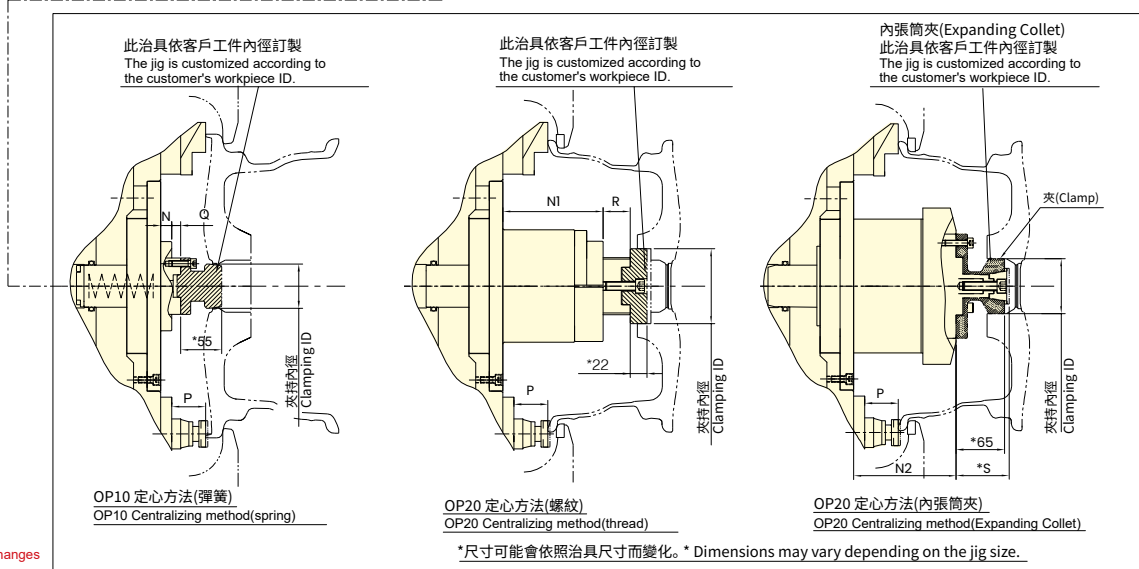 此治具依客戶工件內徑訂製
The jig is customized according to
the customer's workpiece ID.
N
Q
*55
P
夾持內徑
Clamping ID
OP10 定心方法(彈簧)
OP10 Centralizing method(spring)
此治具依客戶工件內徑訂製
The jig is customized according to
the customer's workpiece ID.
N1
R
*22
P
夾持內徑
Clamping ID
OP20 定心方法(螺紋)
OP20 Centralizing method(thread)
內張筒夾(Expanding Collet)
此治具依客戶工件內徑訂製
The jig is customized according to
the customer's workpiece ID.
夾(Clamp)
P
*65
N2
*S
夾持內徑
Clamping ID
OP20 定心方法(內張筒夾)
OP20 Centralizing method(Expanding Collet)
*尺寸可能會依照治具尺寸而變化。* Dimensions may vary depending on the jig size.
hanges